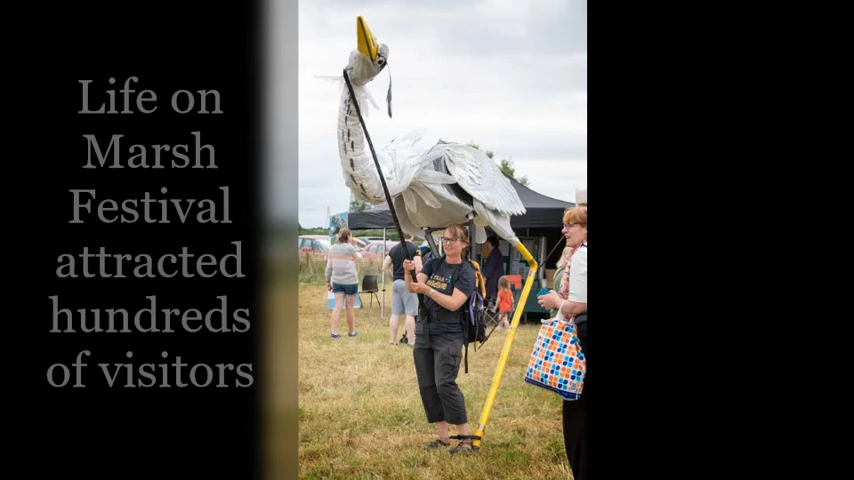 Life on
Marsh
Festival
attracted
hundreds
of visitors